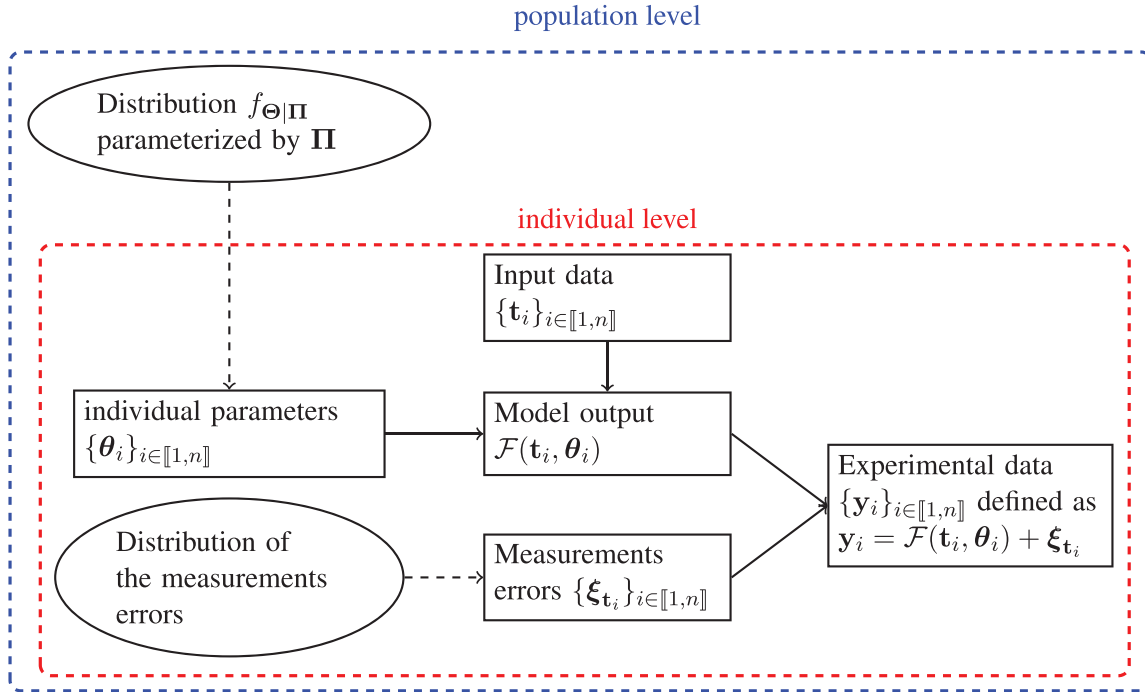 population level
Distribution f_{Θ|Π}
parameterized by Π
individual level
Input data
{t_i}_{i∈⟦1,n⟧}
individual parameters
{θ_i}_{i∈⟦1,n⟧}
Model output
ℱ(t_i, θ_i)
Experimental data
{y_i}_{i∈⟦1,n⟧} defined as
y_i = ℱ(t_i, θ_i) + ξ_{t_i}
Distribution of
the measurements
errors
Measurements
errors {ξ_{t_i}}_{i∈⟦1,n⟧}